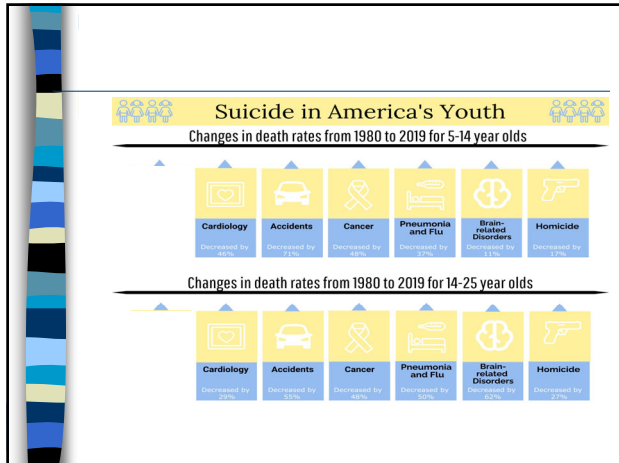 Suicide in America's Youth
Changes in death rates from 1980 to 2019 for 5-14 year olds
Cardiology
Decreased by
46%
Accidents
Decreased by
71%
Cancer
Decreased by
48%
Pneumonia
and Flu
Decreased by
37%
Brain-
related
Disorders
Decreased by
11%
Homicide
Decreased by
17%
Changes in death rates from 1980 to 2019 for 14-25 year olds
Cardiology
Decreased by
29%
Accidents
Decreased by
55%
Cancer
Decreased by
48%
Pneumonia
and Flu
Decreased by
50%
Brain-
related
Disorders
Decreased by
62%
Homicide
Decreased by
27%